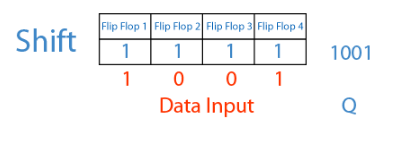 Flip Flop 1 Flip Flop 2 Flip Flop 3 Flip Flop 4
Shift 1 1 1 1 1001
1 0 0 1
Data Input Q